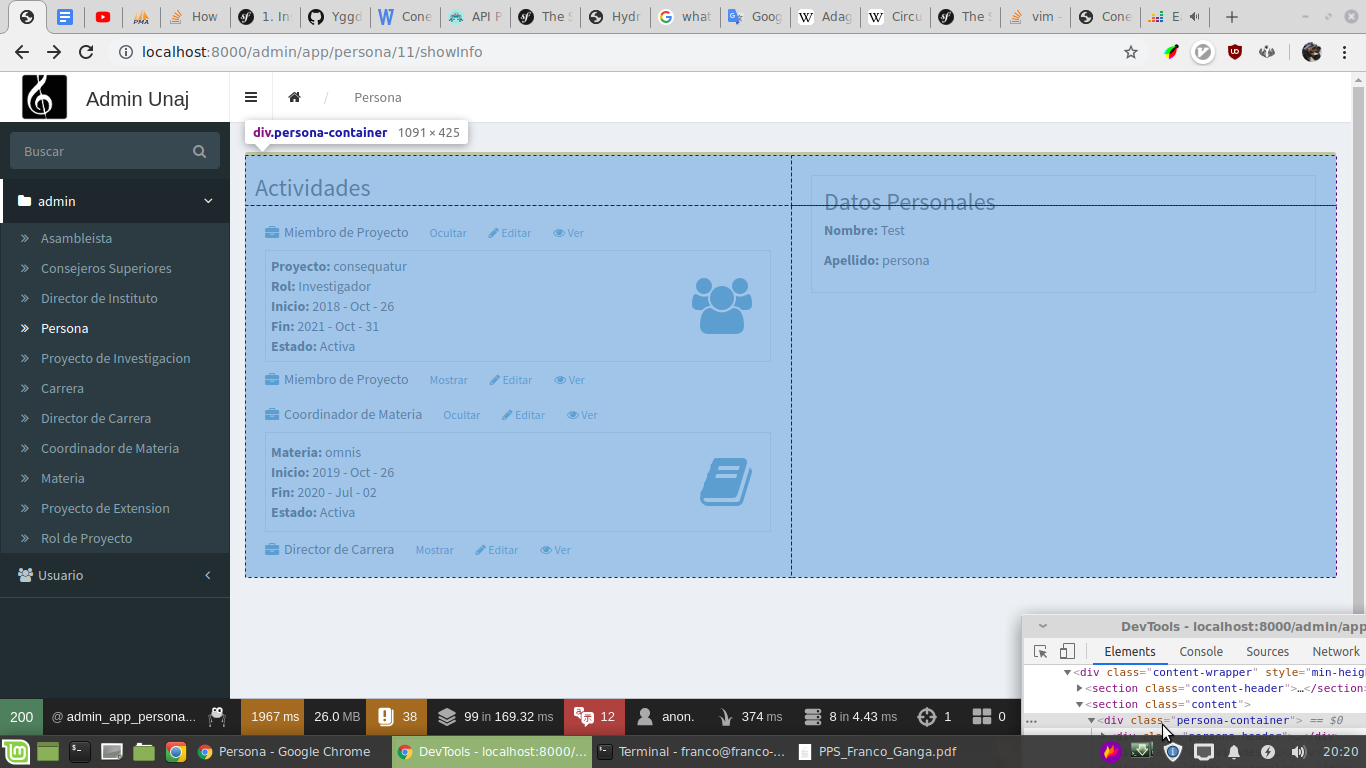 How
1. In
Yggd
Cone
API P
The S
Hydr
what
Goog
Adag
Circu
The S
vim -
Cone
E
localhost:8000/admin/app/persona/11/showInfo
Admin Unaj
/ Persona
div.persona-container 1091 × 425
Buscar
admin
Asambleista
Consejeros Superiores
Director de Instituto
Persona
Proyecto de Investigacion
Carrera
Director de Carrera
Coordinador de Materia
Materia
Proyecto de Extension
Rol de Proyecto
Usuario
Actividades
Miembro de Proyecto Ocultar Editar Ver
Proyecto: consequatur
Rol: Investigador
Inicio: 2018 - Oct - 26
Fin: 2021 - Oct - 31
Estado: Activa
Miembro de Proyecto Mostrar Editar Ver
Coordinador de Materia Ocultar Editar Ver
Materia: omnis
Inicio: 2019 - Oct - 26
Fin: 2020 - Jul - 02
Estado: Activa
Director de Carrera Mostrar Editar Ver
Datos Personales
Nombre: Test
Apellido: persona
DevTools - localhost:8000/admin/app
Elements Console Sources Network
<div class="content-wrapper" style="min-heig
<section class="content-header">…</section>
<section class="content">
<div class="persona-container"> == $0
200 @ admin_app_persona... 1967 ms 26.0 MB 38 99 in 169.32 ms 12 anon. 374 ms 8 in 4.43 ms 1 0
Persona - Google Chrome
DevTools - localhost:8000/...
Terminal - franco@franco-...
PPS_Franco_Ganga.pdf
20:20